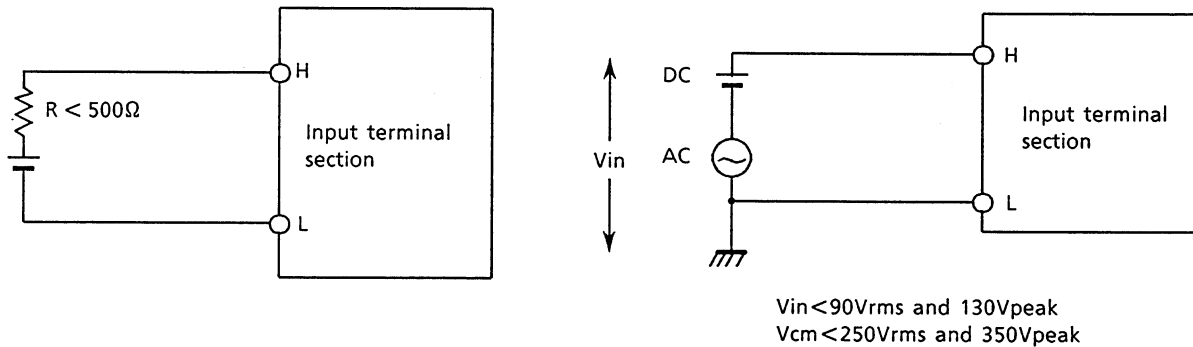 H
R < 500Ω
Input terminal
section
L
DC
H
Vin
AC
Input terminal
section
L
Vin<90Vrms and 130Vpeak
Vcm<250Vrms and 350Vpeak